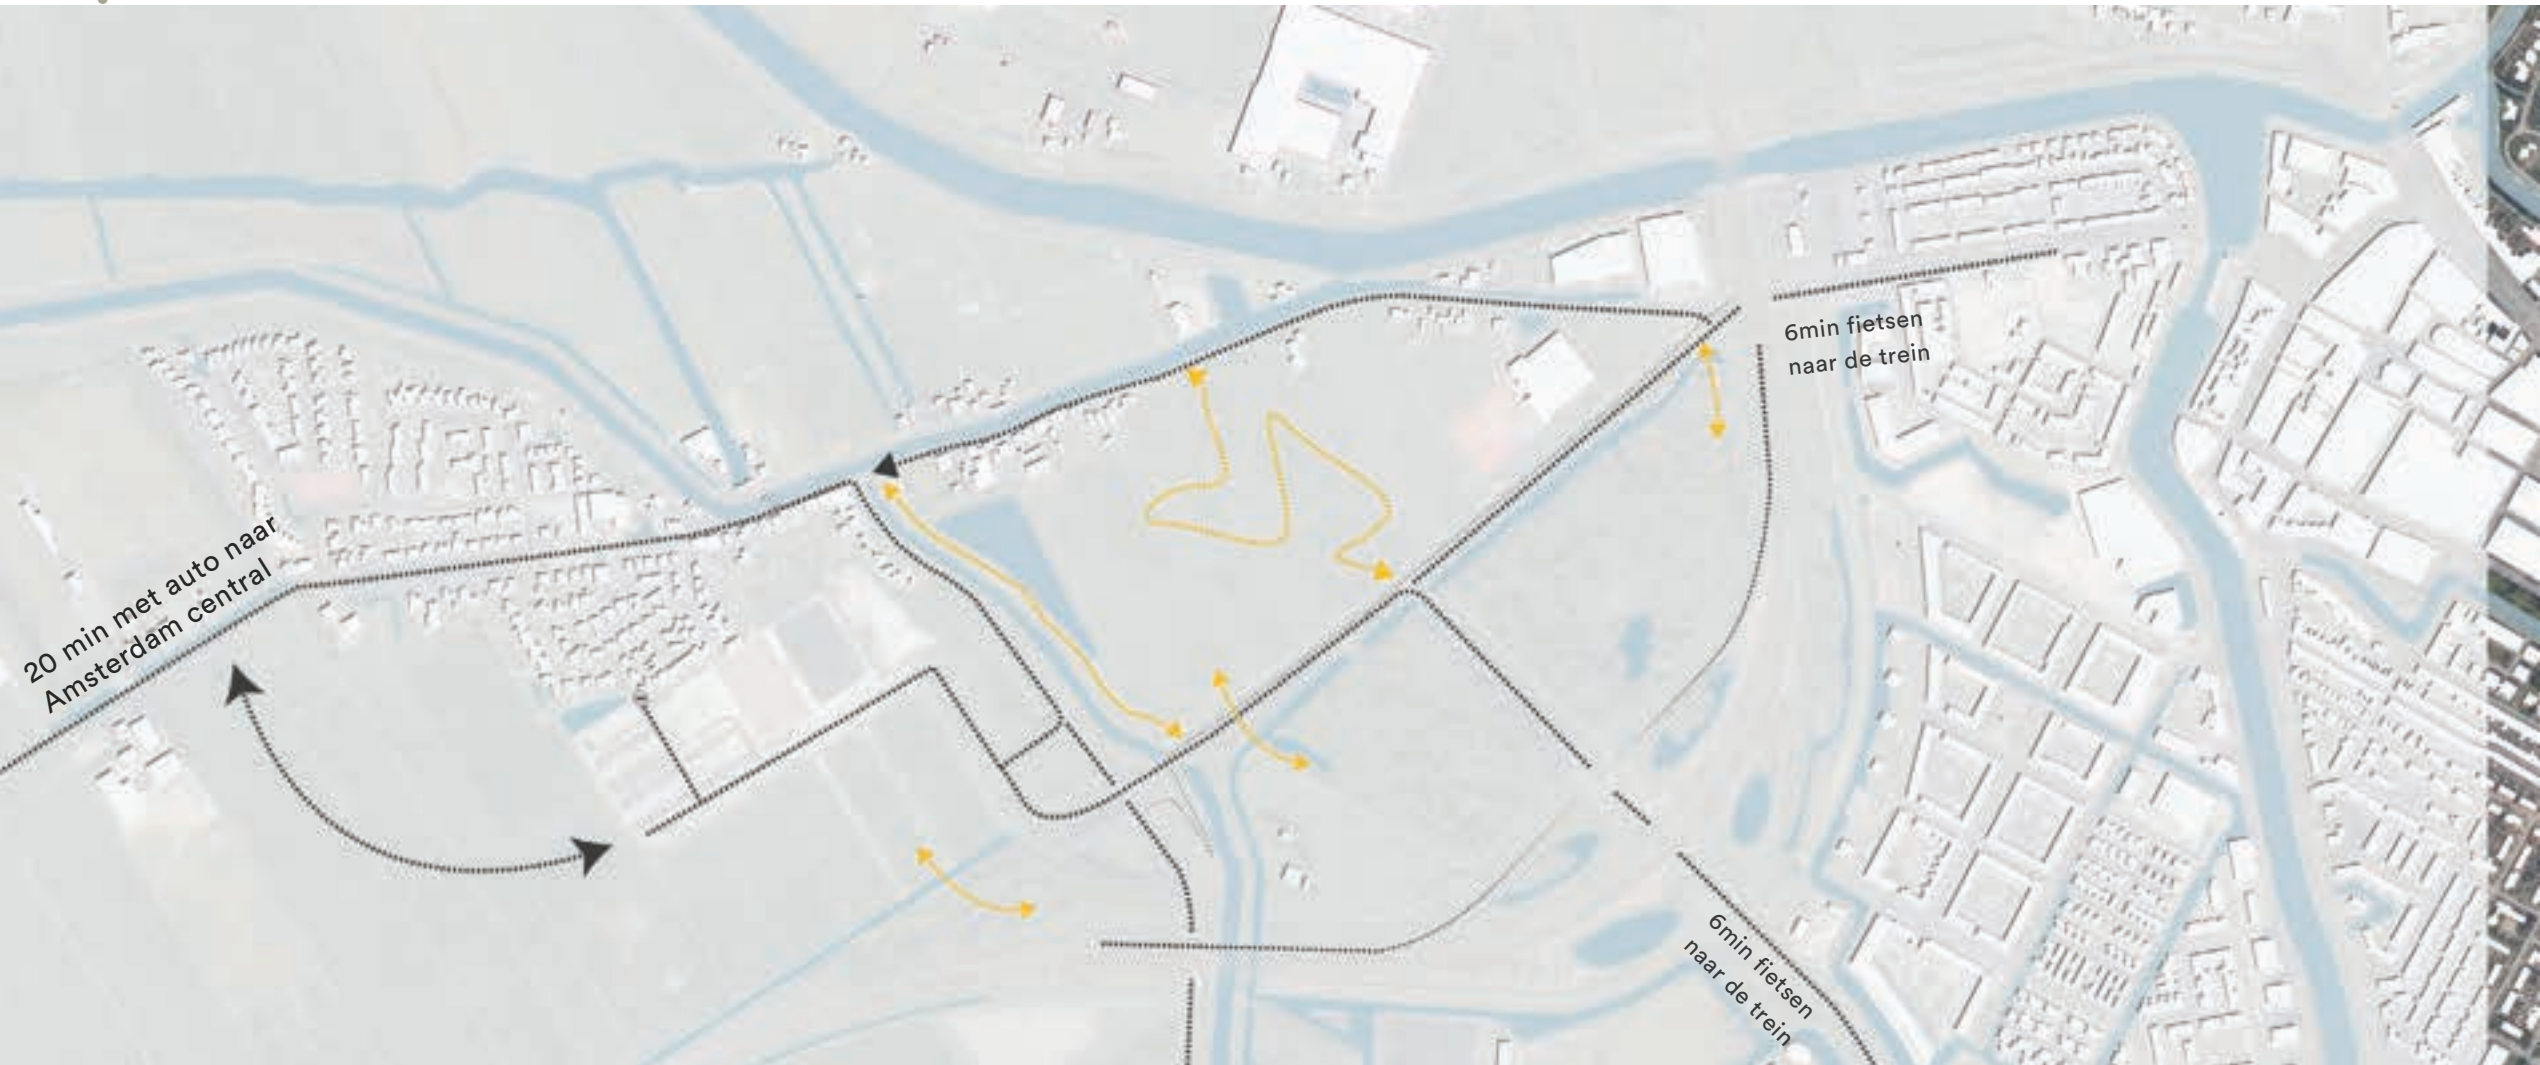 20 min met auto naar
Amsterdam central
6min fietsen
naar de trein
6min fietsen
naar de trein